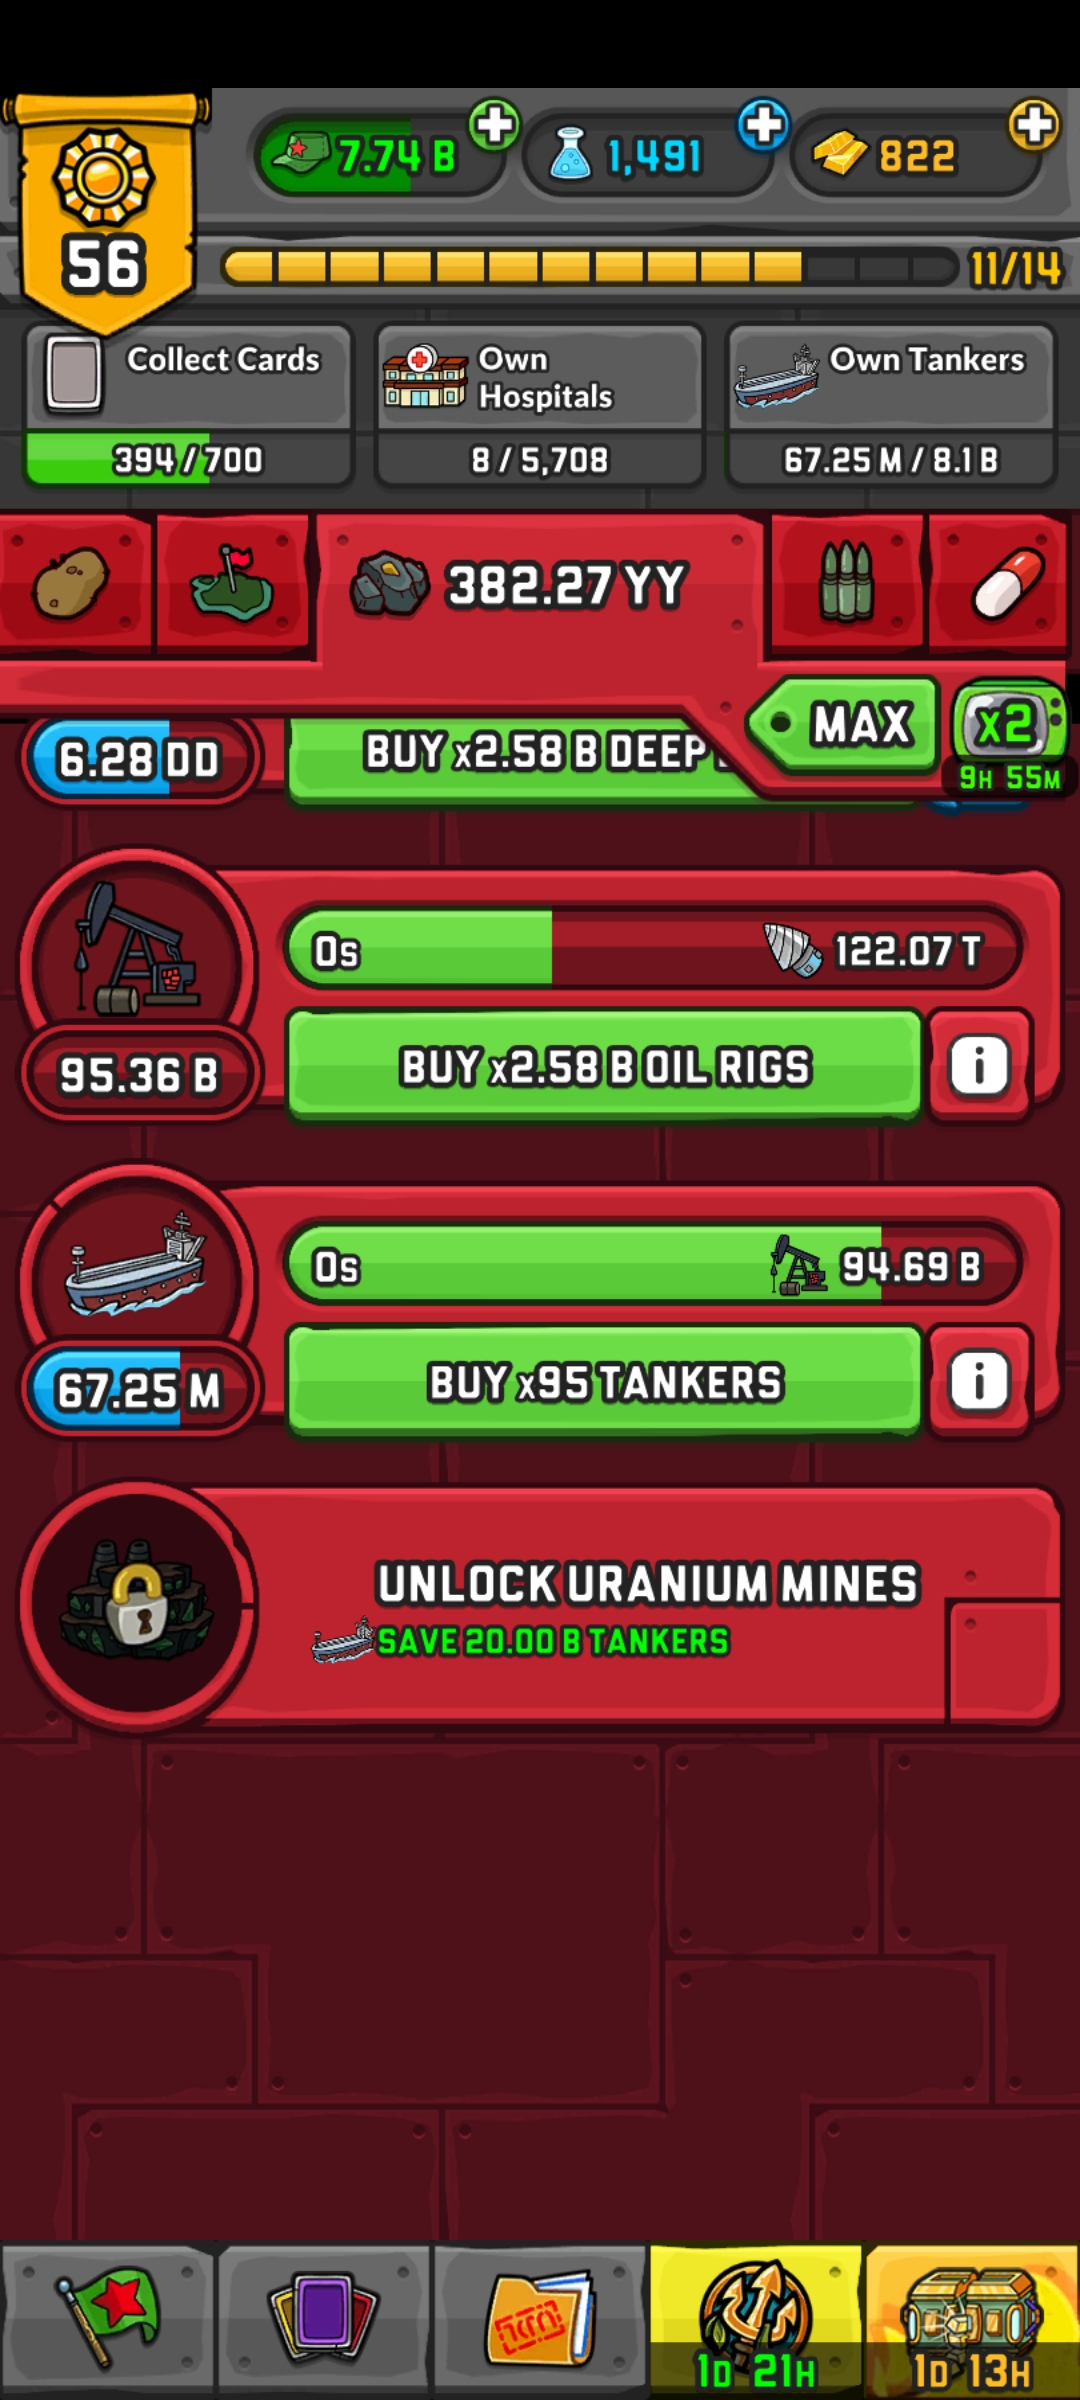 7.74 B
1,491
822
56
11/14
Collect Cards
394/700
Own
Hospitals
8/5,708
Own Tankers
67.25 M/8.1 B
382.27 YY
MAX
x2
9H 55M
6.28 DD
BUY x2.58 B DEEP
0s
122.07 T
95.36 B
BUY x2.58 B OIL RIGS
i
0s
94.69 B
67.25 M
BUY x95 TANKERS
i
UNLOCK URANIUM MINES
SAVE 20.00 B TANKERS
1D 21H
1D 13H